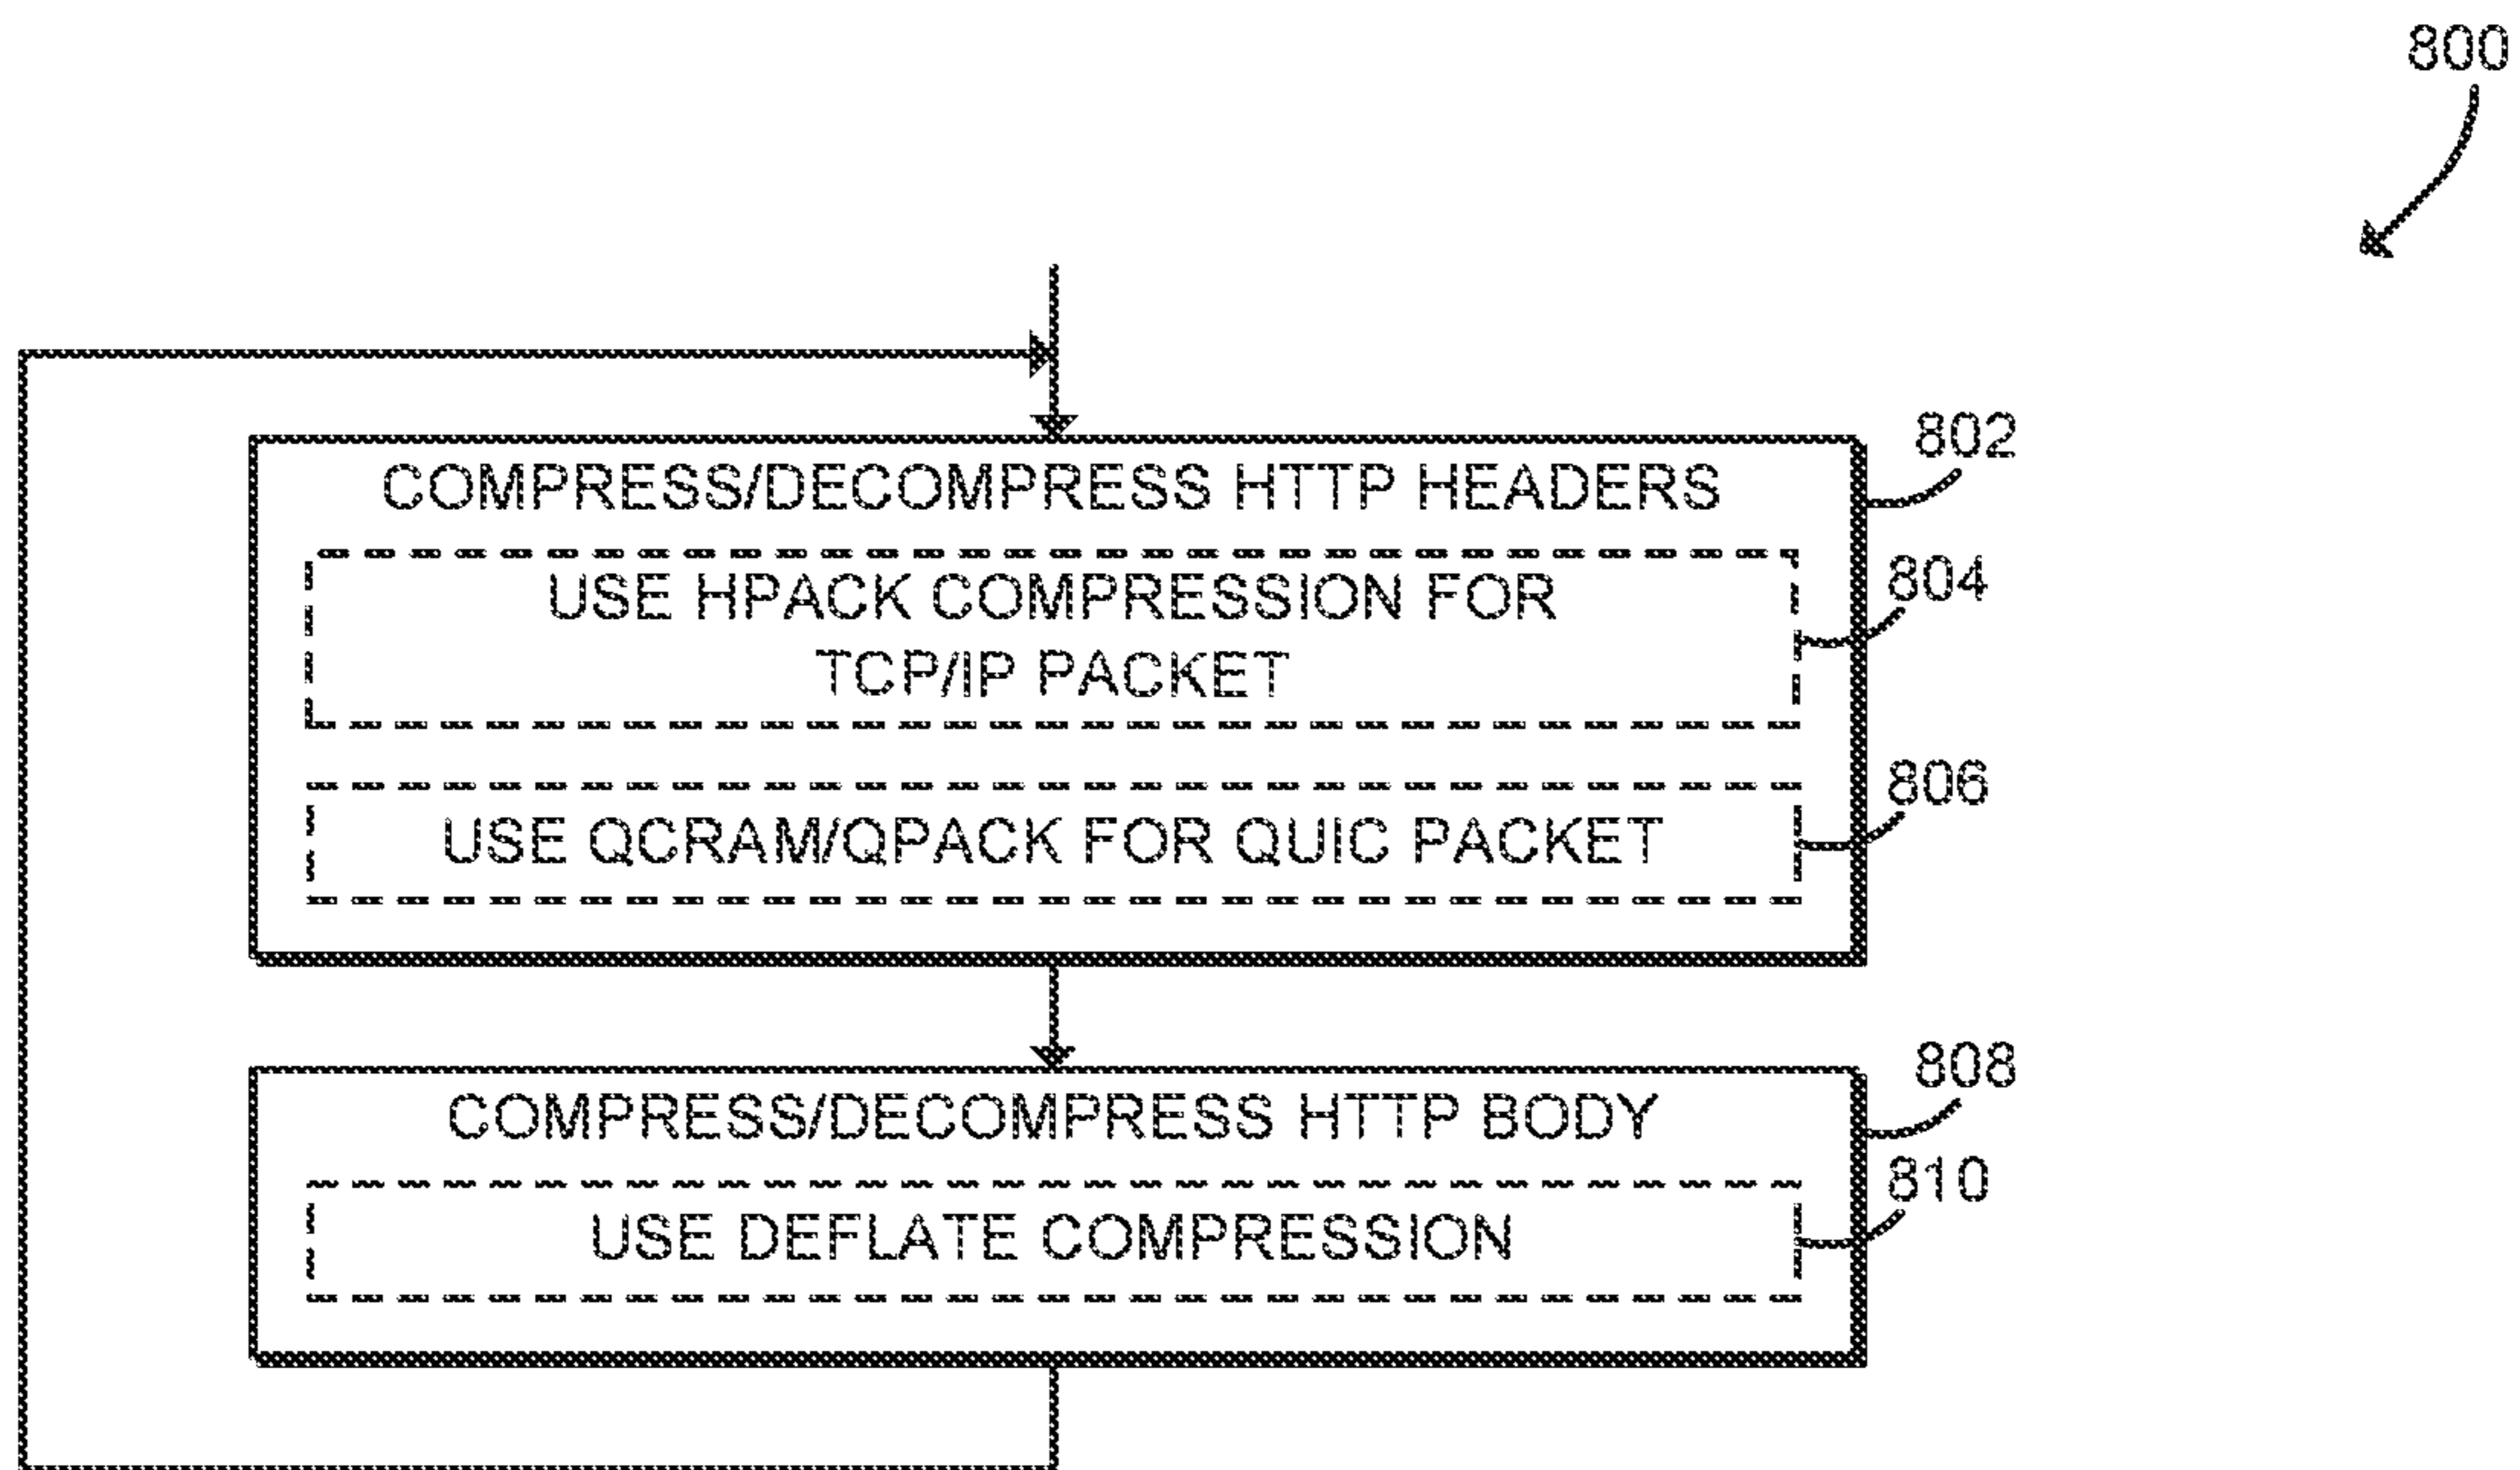 800
802
COMPRESS/DECOMPRESS HTTP HEADERS
804
USE HPACK COMPRESSION FOR
TCP/IP PACKET
806
USE QCRAM/QPACK FOR QUIC PACKET
808
COMPRESS/DECOMPRESS HTTP BODY
810
USE DEFLATE COMPRESSION